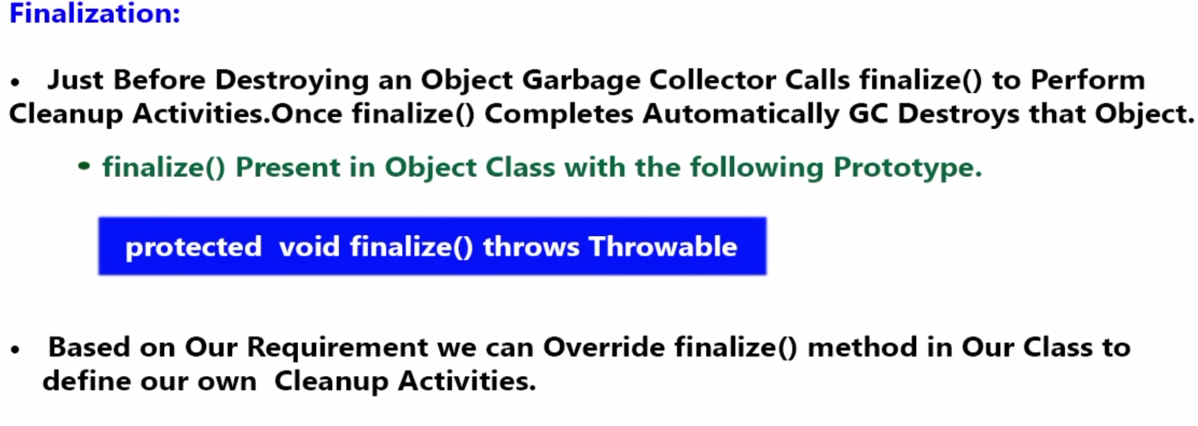 Finalization:
• Just Before Destroying an Object Garbage Collector Calls finalize() to Perform
Cleanup Activities.Once finalize() Completes Automatically GC Destroys that Object.
• finalize() Present in Object Class with the following Prototype.
protected void finalize() throws Throwable
• Based on Our Requirement we can Override finalize() method in Our Class to
define our own Cleanup Activities.